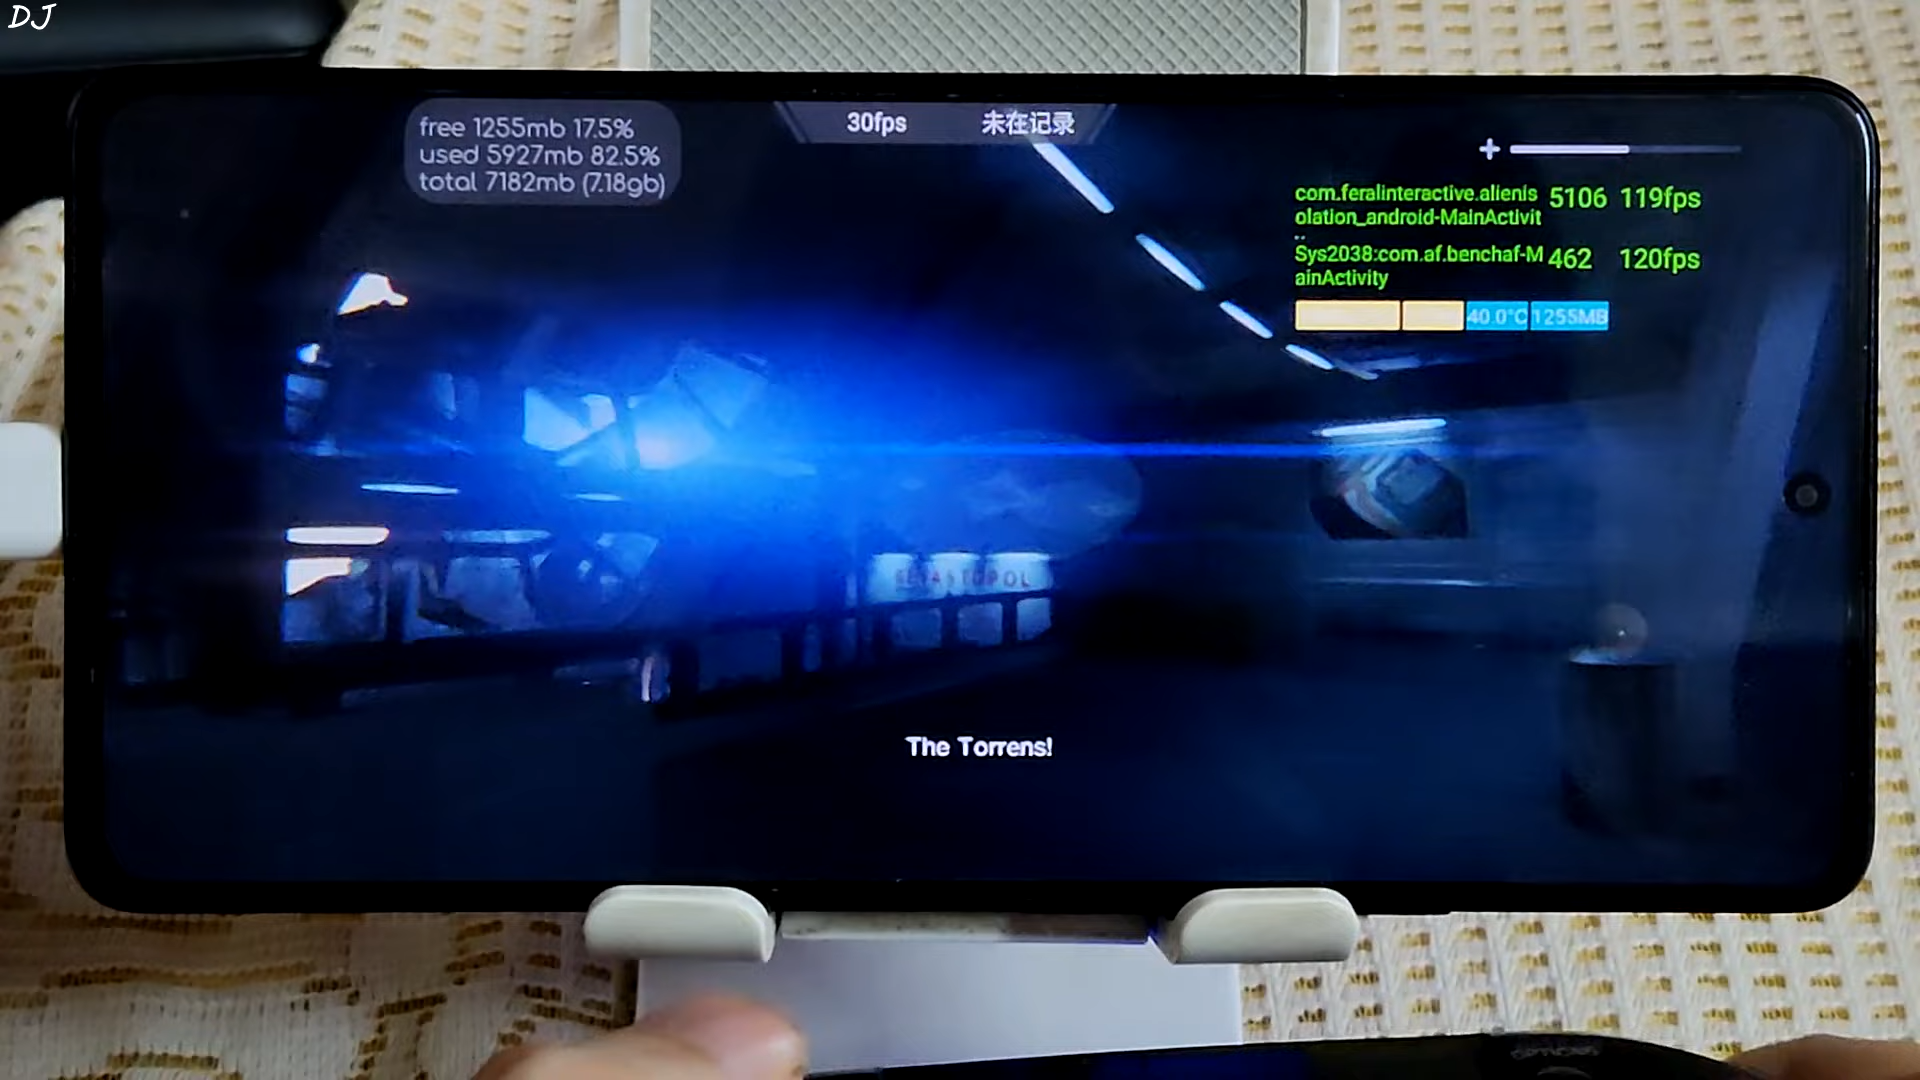 DJ
free 1255mb 17.5%
used 5927mb 82.5%
total 7182mb (7.18gb)
30fps 未在记录
+
com.feralinteractive.alienis 5106 119fps
olation_android-MainActivit
..
Sys2038:com.af.benchaf-M 462 120fps
ainActivity
40.0°C 1255MB
SEVASTOPOL
The Torrens!